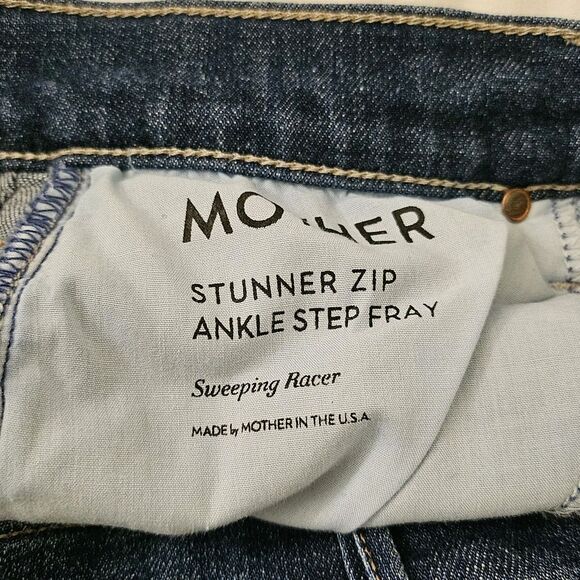 MOTHER
STUNNER ZIP
ANKLE STEP FRAY
Sweeping Racer
MADE by MOTHER IN THE U.S.A.